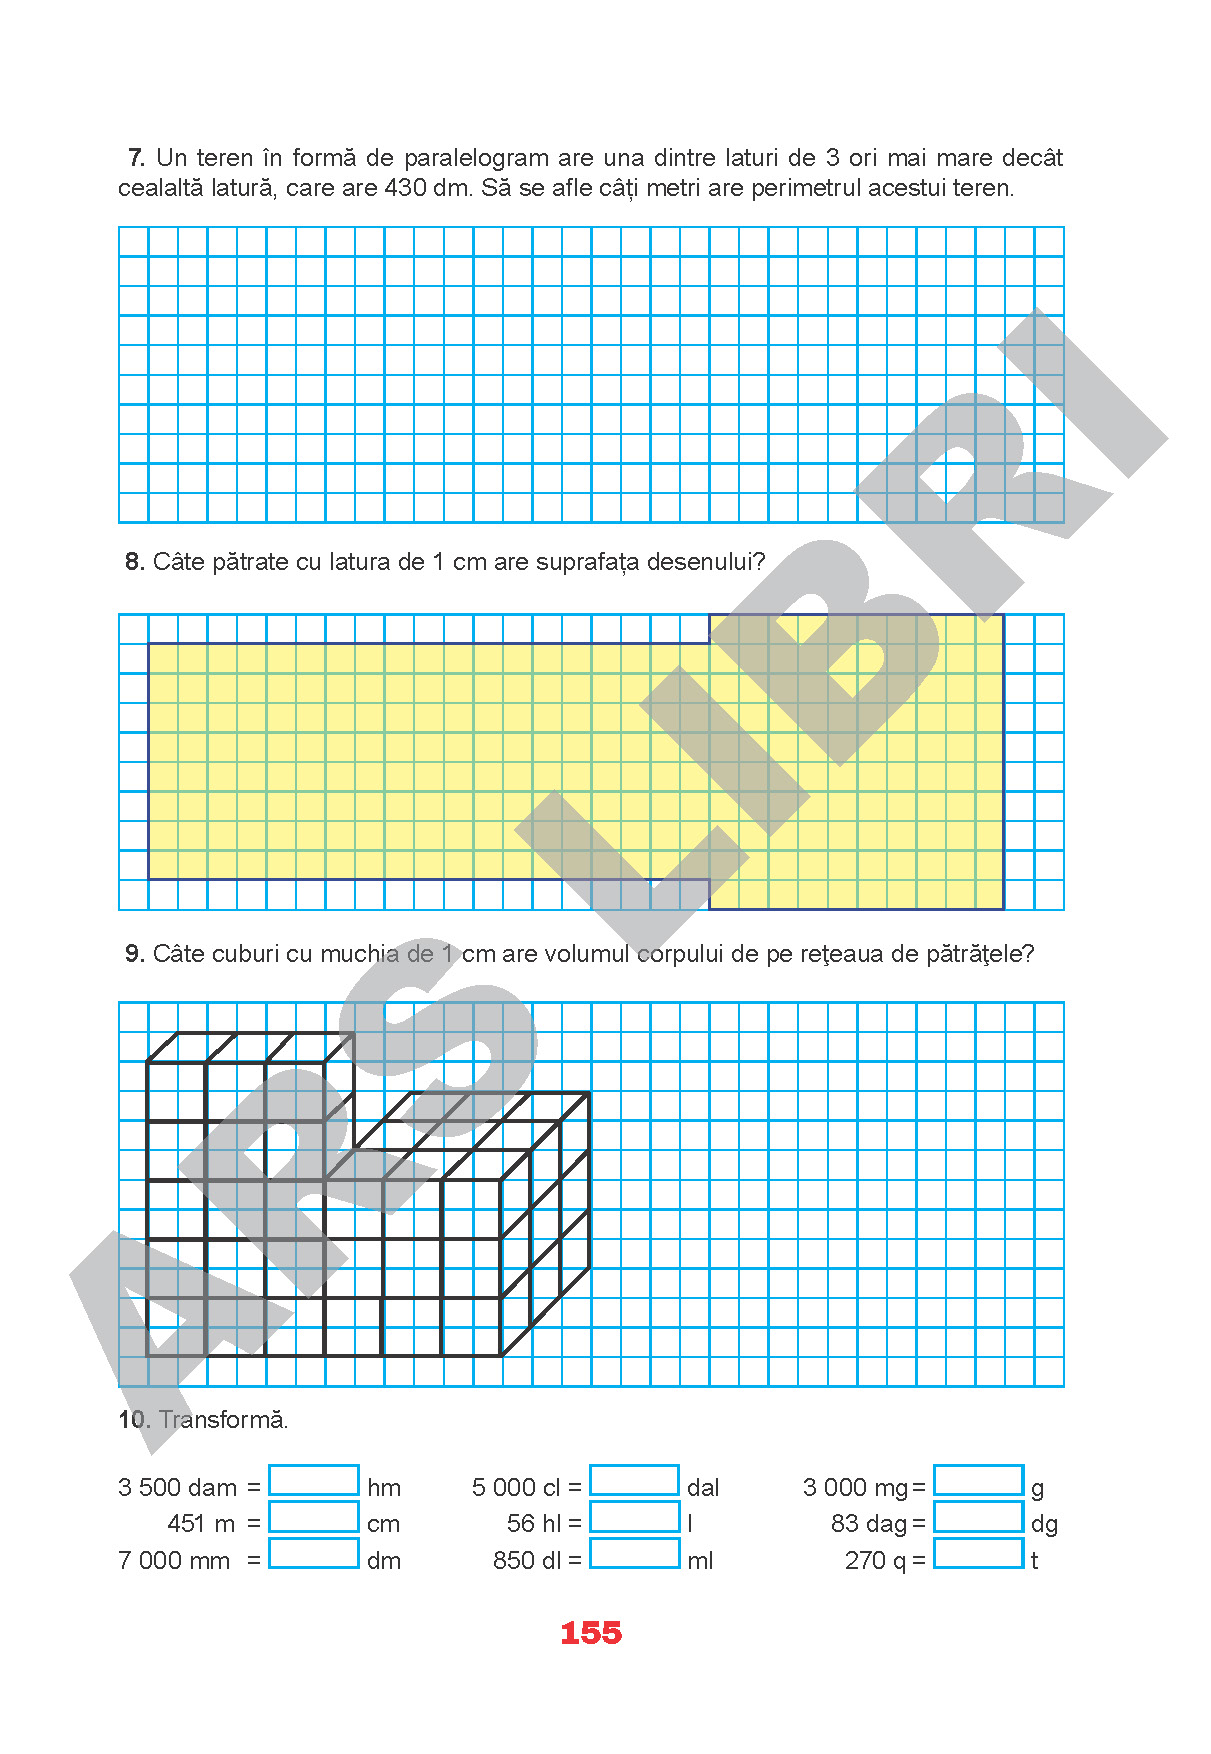 7. Un teren în formă de paralelogram are una dintre laturi de 3 ori mai mare decât
cealaltă latură, care are 430 dm. Să se afle câți metri are perimetrul acestui teren.
8. Câte pătrate cu latura de 1 cm are suprafața desenului?
9. Câte cuburi cu muchia de 1 cm are volumul corpului de pe reţeaua de pătrăţele?
10. Transformă.
3 500 dam = hm 5 000 cl = dal 3 000 mg = g
451 m = cm 56 hl = l 83 dag = dg
7 000 mm = dm 850 dl = ml 270 q = t
155
ARS LIBRI